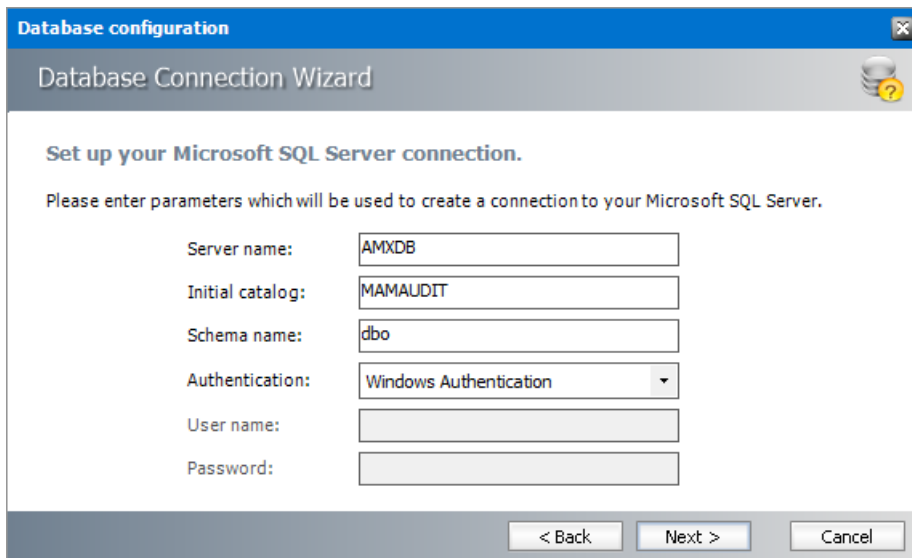 Database configuration
Database Connection Wizard
?
Set up your Microsoft SQL Server connection.
Please enter parameters which will be used to create a connection to your Microsoft SQL Server.
Server name: AMXDB
Initial catalog: MAMAUDIT
Schema name: dbo
Authentication: Windows Authentication
User name:
Password:
< Back Next > Cancel